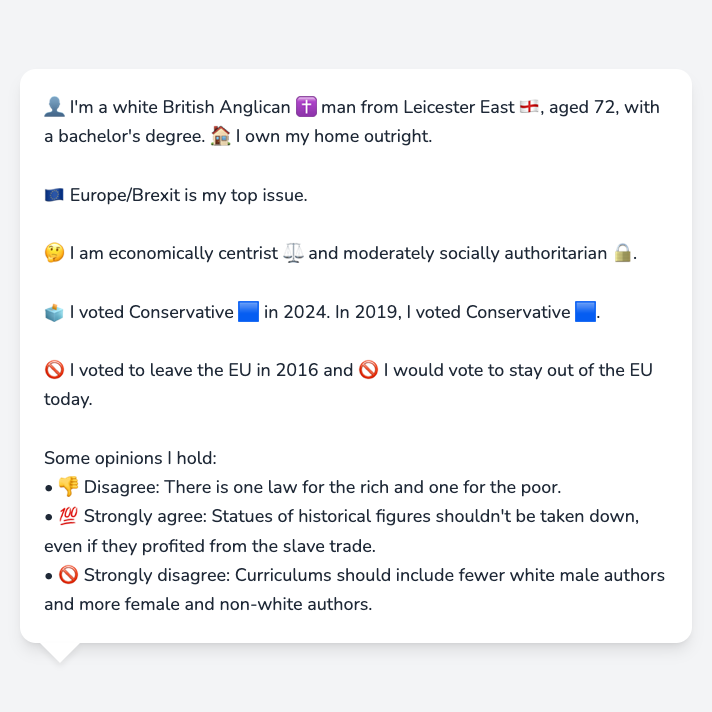 👤 I'm a white British Anglican ✝️ man from Leicester East 🏴󠁧󠁢󠁥󠁮󠁧󠁿, aged 72, with
a bachelor's degree. 🏠 I own my home outright.
🇪🇺 Europe/Brexit is my top issue.
🤔 I am economically centrist ⚖️ and moderately socially authoritarian 🔒.
🗳️ I voted Conservative 🟦 in 2024. In 2019, I voted Conservative 🟦.
🚫 I voted to leave the EU in 2016 and 🚫 I would vote to stay out of the EU
today.
Some opinions I hold:
• 👎 Disagree: There is one law for the rich and one for the poor.
• 💯 Strongly agree: Statues of historical figures shouldn't be taken down,
even if they profited from the slave trade.
• 🚫 Strongly disagree: Curriculums should include fewer white male authors
and more female and non-white authors.